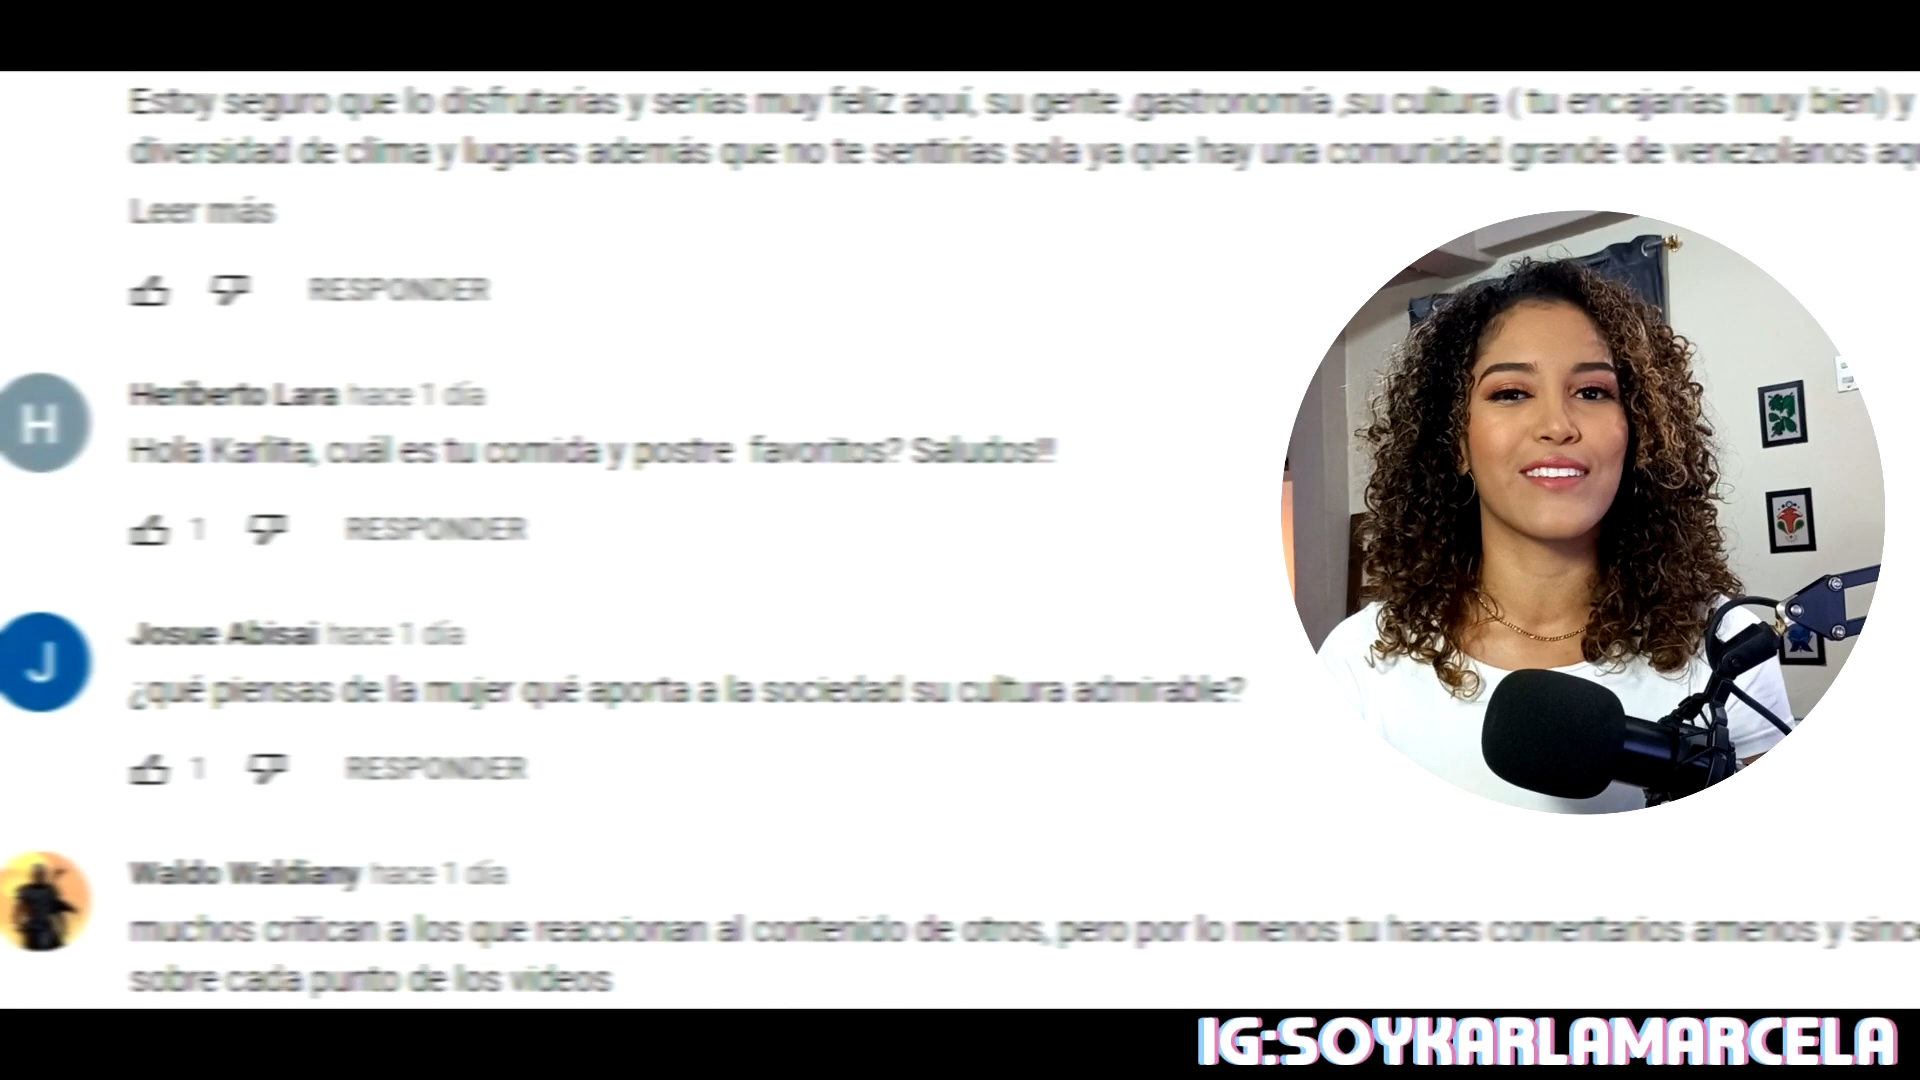 Estoy seguro que lo disfrutarías y serías muy feliz aquí, su gente ,gastronomía ,su cultura ( tu encajarías muy bien) y
diversidad de clima y lugares además que no te sentirías sola ya que hay una comunidad grande de venezolanos aqu
Leer más
RESPONDER
H
Heriberto Lara hace 1 día
Hola Karlita, cuál es tu comida y postre favoritos? Saludos!!
1 RESPONDER
J
Josue Abisai hace 1 día
¿qué piensas de la mujer qué aporta a la sociedad su cultura admirable?
1 RESPONDER
Waldo Waldiany hace 1 día
muchos critican a los que reaccionan al contenido de otros, pero por lo menos tu haces comentarios amenos y since
sobre cada punto de los videos
IG:SOYKARLAMARCELA